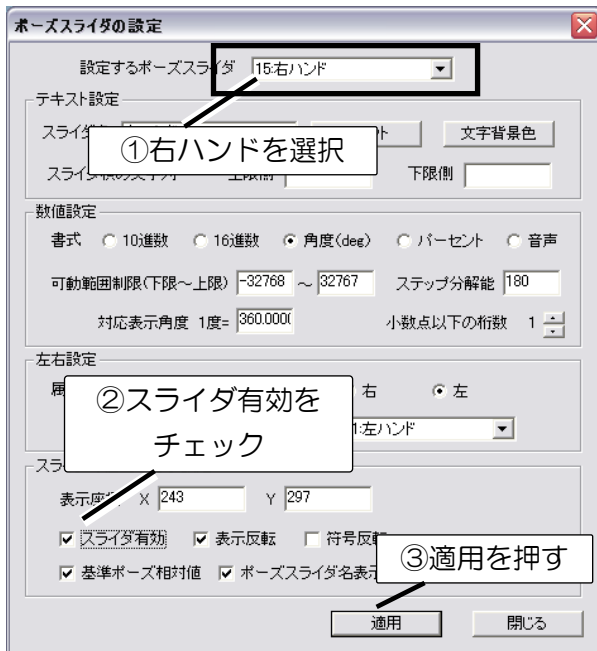 ポーズスライダの設定
設定するポーズスライダ 15:右ハンド
テキスト設定
①右ハンドを選択
文字背景色
下限側
数値設定
書式 10進数 16進数 角度(deg) パーセント 音声
可動範囲制限(下限～上限) -32768 ～ 32767 ステップ分解能 180
対応表示角度 1度= 360.000 小数点以下の桁数 1
左右設定
②スライダ有効を
チェック
右 左
1:左ハンド
表示座標 X 243 Y 297
スライダ有効 表示反転 符号反転
③適用を押す
基準ポーズ相対値 ポーズスライダ名表示
適用 閉じる